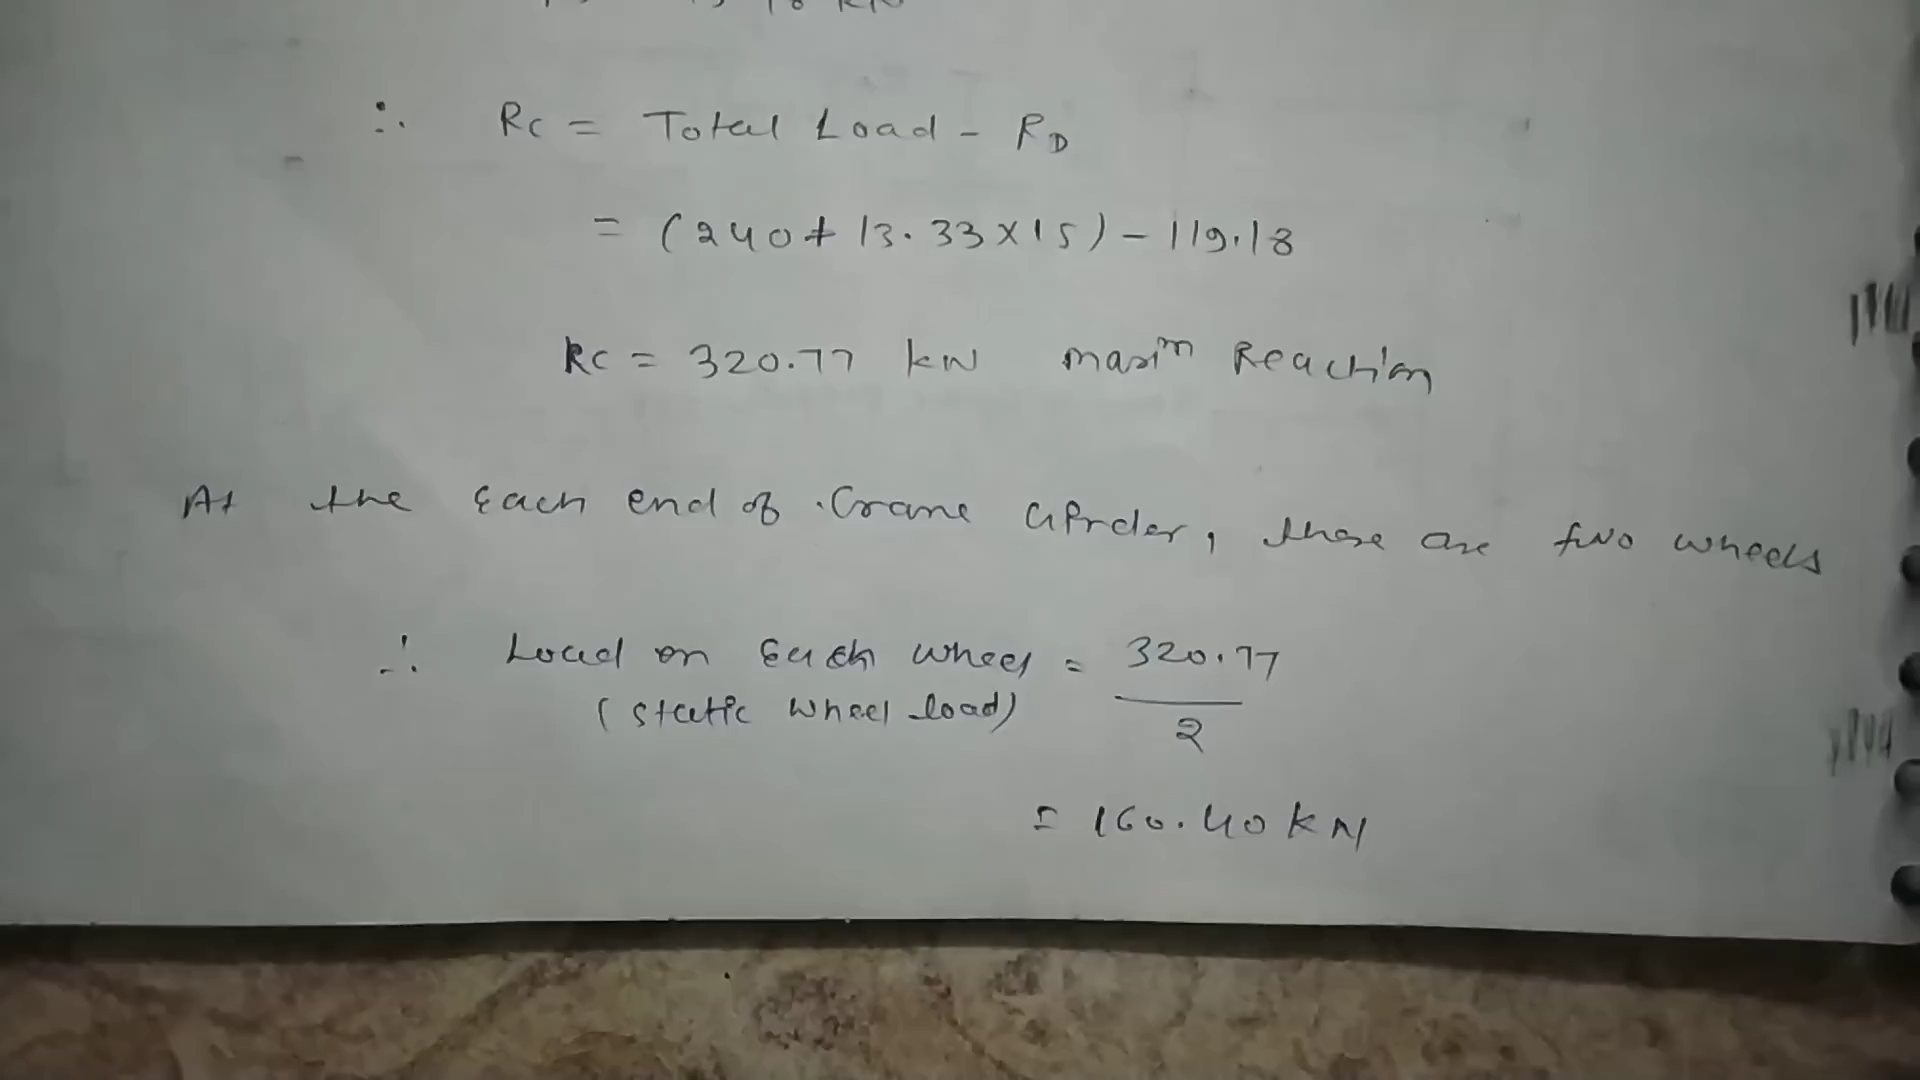 ∴ Rc = Total Load - RD
= (240 + 13.33 x 15) - 119.18
Rc = 320.77 kN maxim Reaction
At the Each end of Crane Girder, there are two wheels
∴ Load on Each wheel = 320.77
(static wheel load) 2
= 160.40 kN